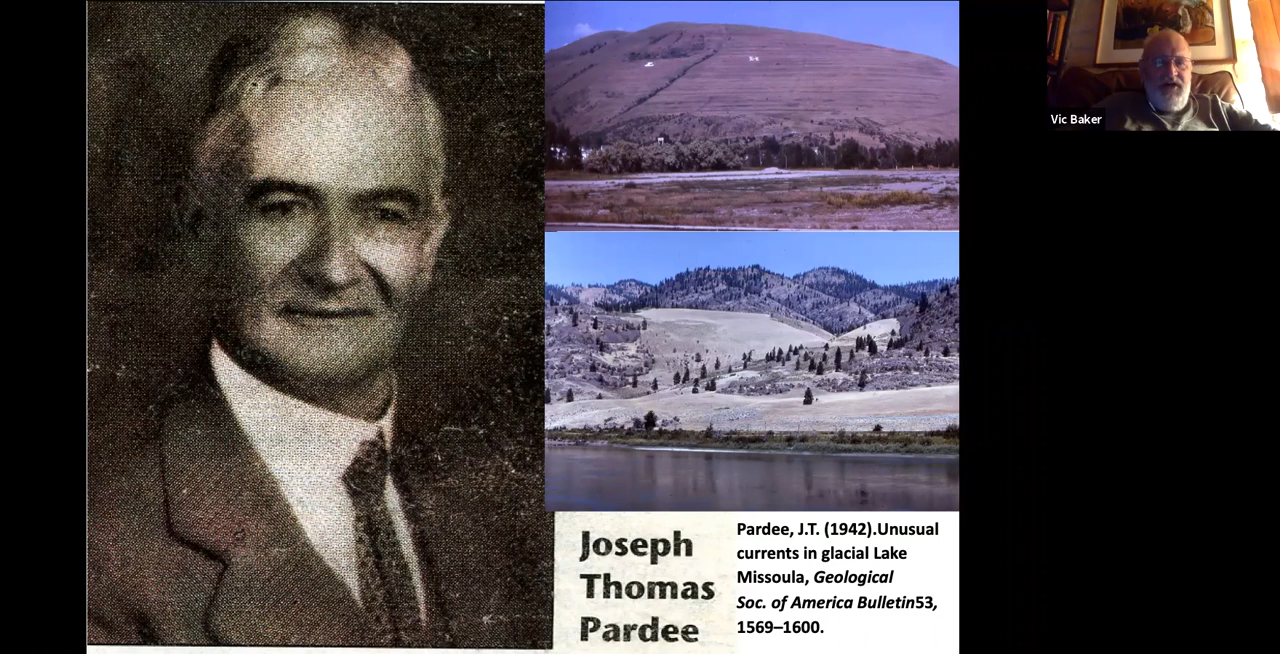 Vic Baker
Joseph
Thomas
Pardee
Pardee, J.T. (1942).Unusual
currents in glacial Lake
Missoula, Geological
Soc. of America Bulletin53,
1569–1600.